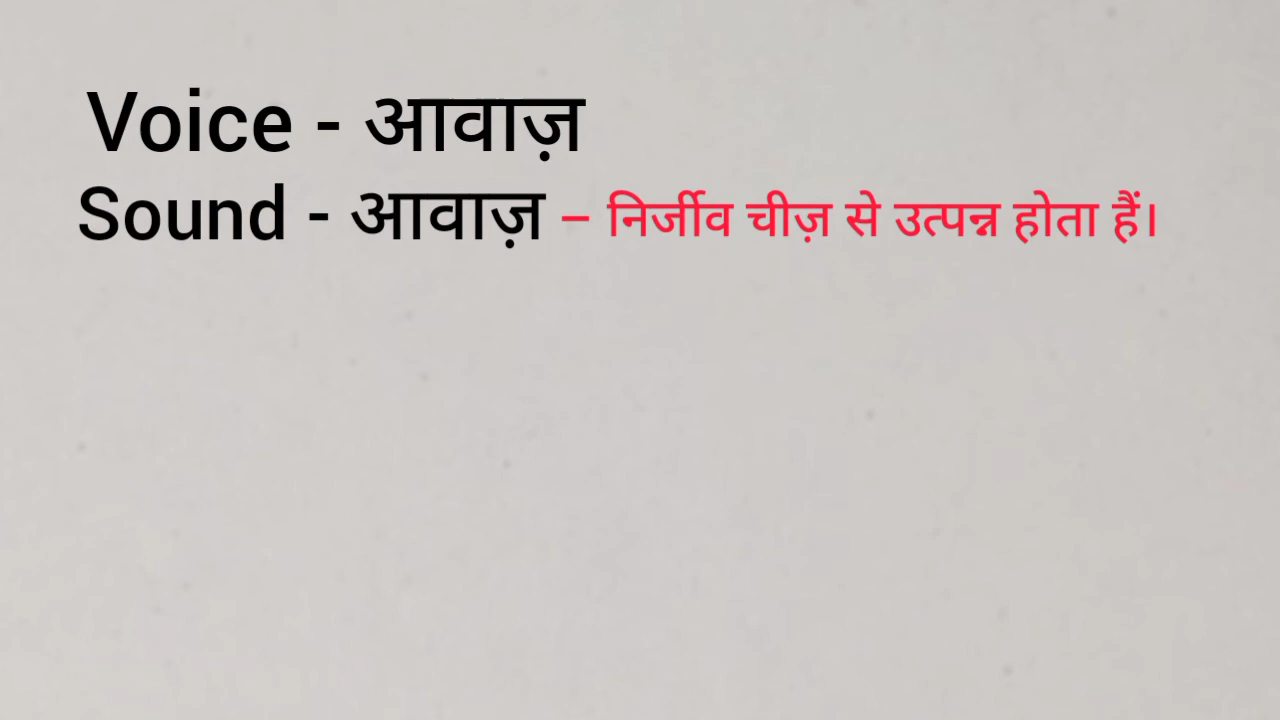 Voice - आवाज़
Sound - आवाज़ – निर्जीव चीज़ से उत्पन्न होता हैं।